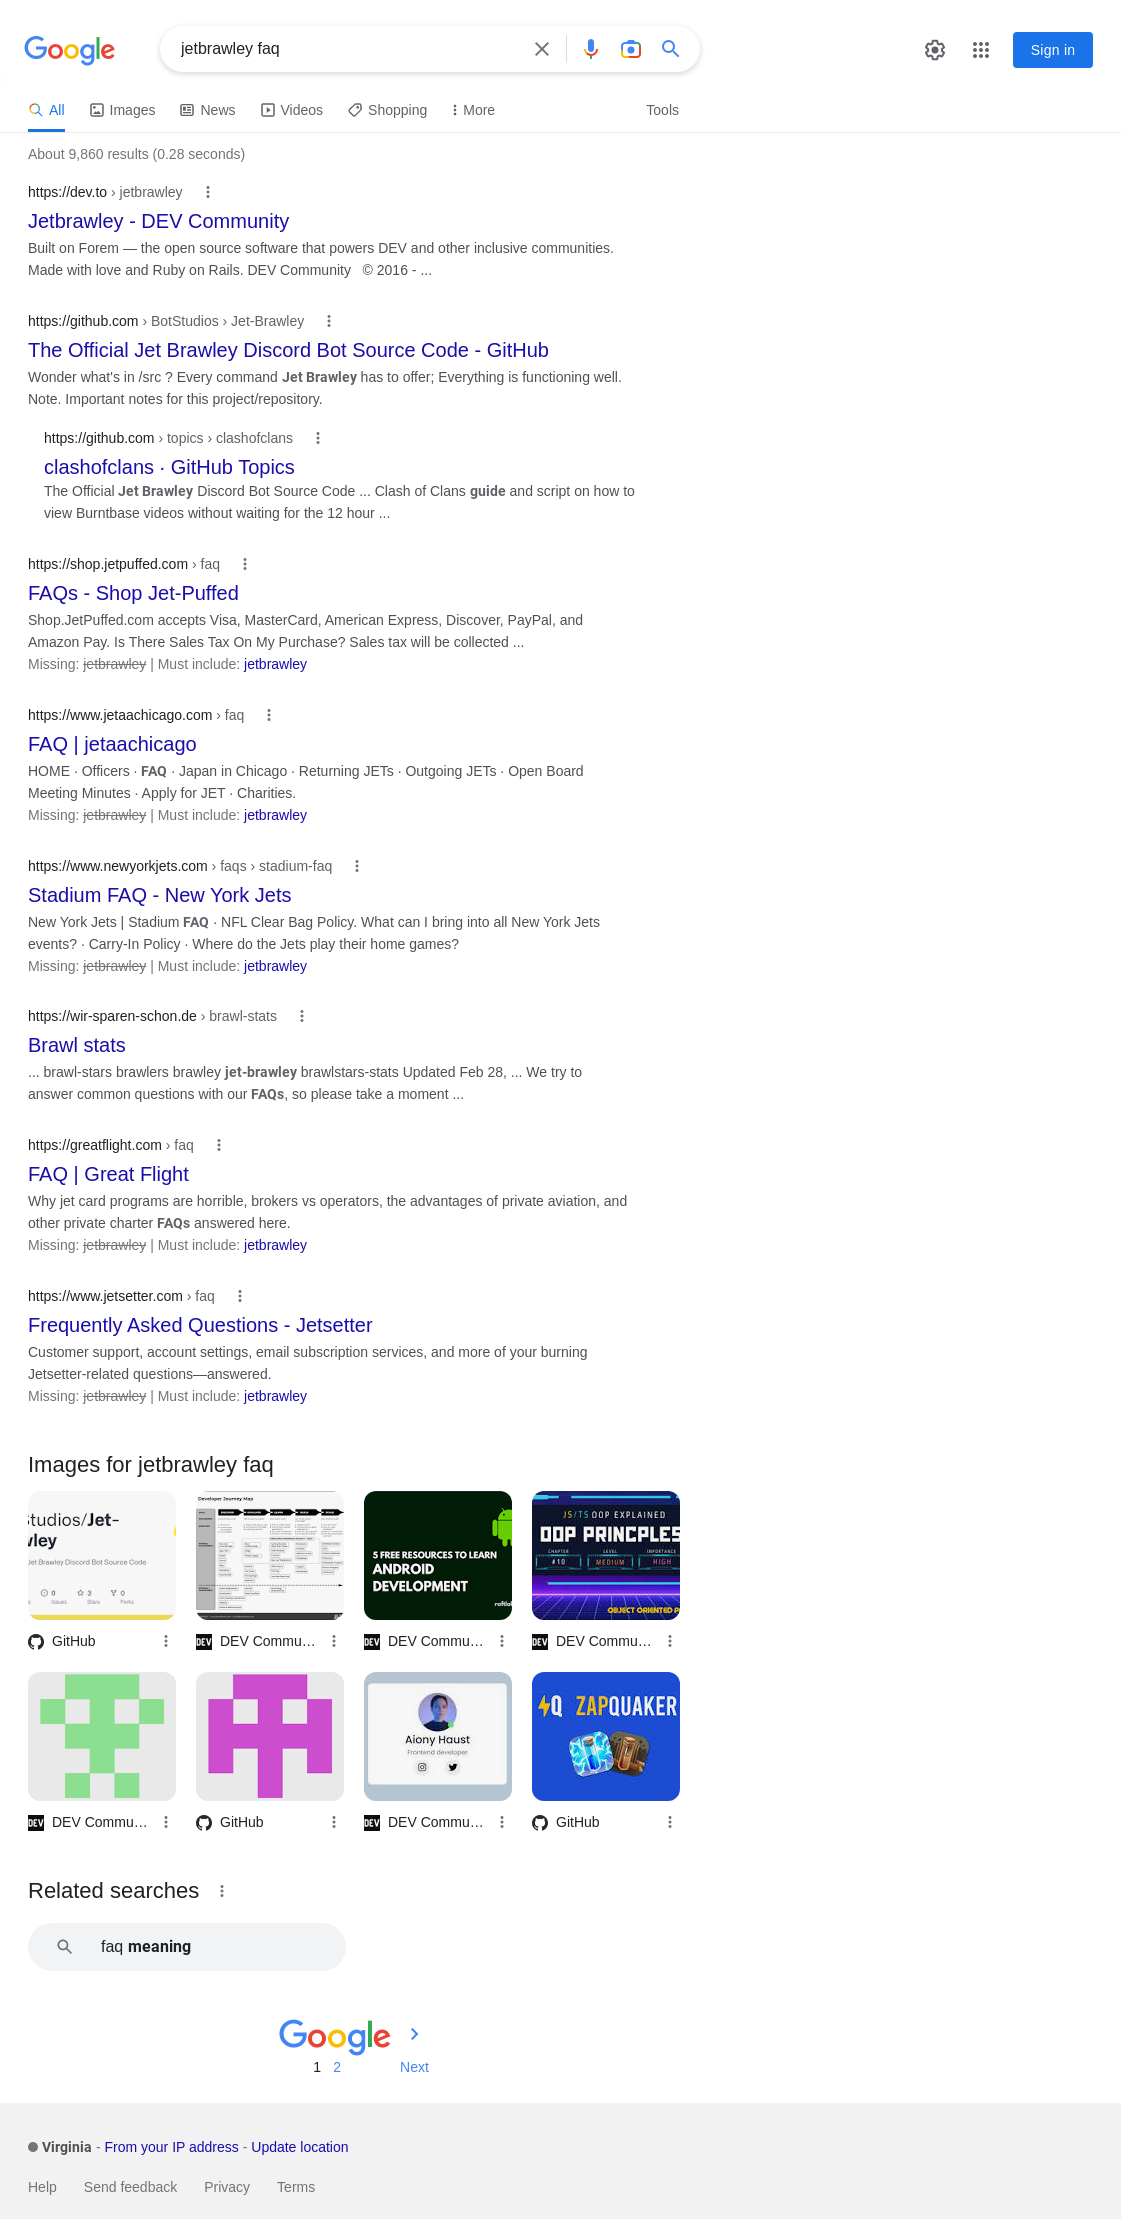 Google
jetbrawley faq
Sign in
All
Images
News
Videos
Shopping
More
Tools
About 9,860 results (0.28 seconds)
https://dev.to › jetbrawley
Jetbrawley - DEV Community
Built on Forem — the open source software that powers DEV and other inclusive communities.
Made with love and Ruby on Rails. DEV Community © 2016 - ...
https://github.com › BotStudios › Jet-Brawley
The Official Jet Brawley Discord Bot Source Code - GitHub
Wonder what's in /src ? Every command Jet Brawley has to offer; Everything is functioning well.
Note. Important notes for this project/repository.
https://github.com › topics › clashofclans
clashofclans · GitHub Topics
The Official Jet Brawley Discord Bot Source Code ... Clash of Clans guide and script on how to
view Burntbase videos without waiting for the 12 hour ...
https://shop.jetpuffed.com › faq
FAQs - Shop Jet-Puffed
Shop.JetPuffed.com accepts Visa, MasterCard, American Express, Discover, PayPal, and
Amazon Pay. Is There Sales Tax On My Purchase? Sales tax will be collected ...
Missing: jetbrawley | Must include: jetbrawley
https://www.jetaachicago.com › faq
FAQ | jetaachicago
HOME · Officers · FAQ · Japan in Chicago · Returning JETs · Outgoing JETs · Open Board
Meeting Minutes · Apply for JET · Charities.
Missing: jetbrawley | Must include: jetbrawley
https://www.newyorkjets.com › faqs › stadium-faq
Stadium FAQ - New York Jets
New York Jets | Stadium FAQ · NFL Clear Bag Policy. What can I bring into all New York Jets
events? · Carry-In Policy · Where do the Jets play their home games?
Missing: jetbrawley | Must include: jetbrawley
https://wir-sparen-schon.de › brawl-stats
Brawl stats
... brawl-stars brawlers brawley jet-brawley brawlstars-stats Updated Feb 28, ... We try to
answer common questions with our FAQs, so please take a moment ...
https://greatflight.com › faq
FAQ | Great Flight
Why jet card programs are horrible, brokers vs operators, the advantages of private aviation, and
other private charter FAQs answered here.
Missing: jetbrawley | Must include: jetbrawley
https://www.jetsetter.com › faq
Frequently Asked Questions - Jetsetter
Customer support, account settings, email subscription services, and more of your burning
Jetsetter-related questions—answered.
Missing: jetbrawley | Must include: jetbrawley
Images for jetbrawley faq
Studios/Jet-
wley
Jet Brawley Discord Bot Source Code
0 3 0
Issues Stars Forks
Developer Journey Map
5 FREE RESOURCES TO LEARN
ANDROID
DEVELOPMENT
JS/TS OOP EXPLAINED
OOP PRINCPLES
CHAPTER LEVEL IMPORTANCE
#10 MEDIUM HIGH
OBJECT ORIENTED P
GitHub
DEV DEV Commu...
DEV DEV Commu...
DEV DEV Commu...
Aiony Haust
Frontend developer
Q ZAPQUAKER
DEV DEV Commu...
GitHub
DEV DEV Commu...
GitHub
Related searches
faq meaning
Google
1 2 Next
Virginia - From your IP address - Update location
Help Send feedback Privacy Terms